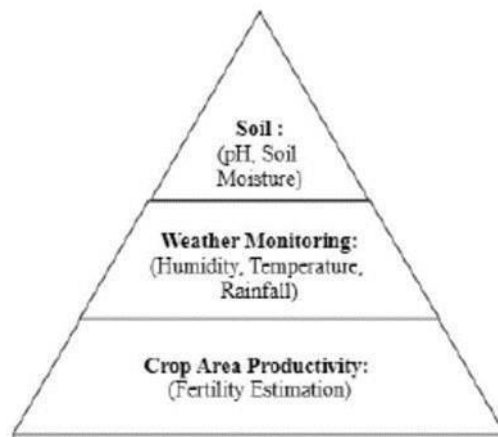 Soil :
(pH, Soil
Moisture)
Weather Monitoring:
(Humidity, Temperature,
Rainfall)
Crop Area Productivity:
(Fertility Estimation)